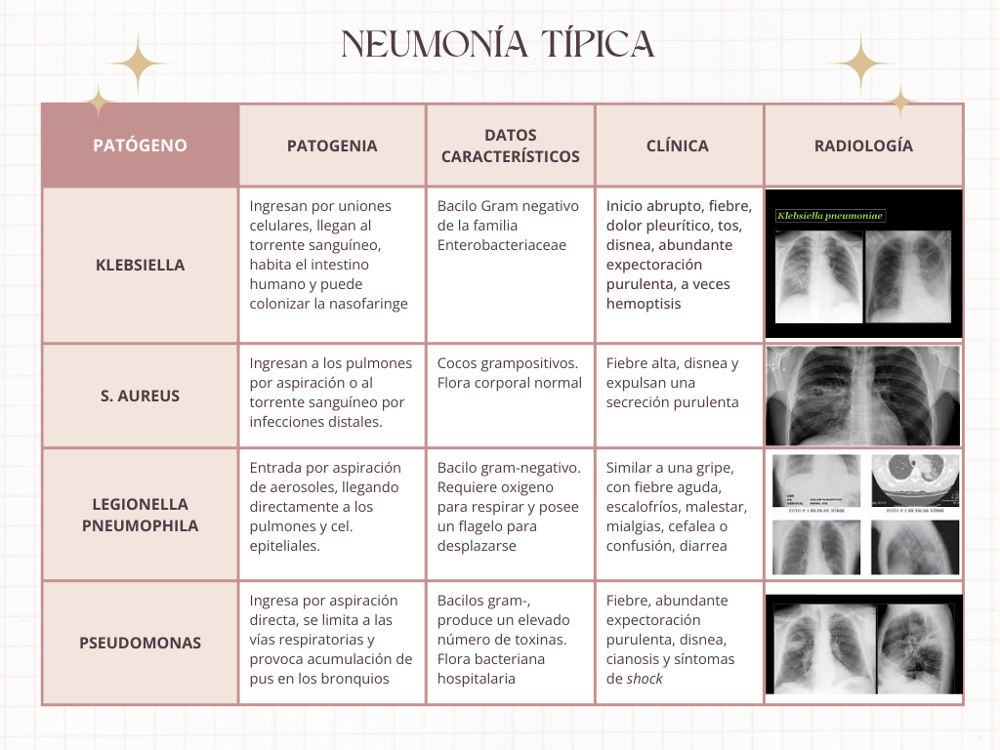 NEUMONÍA TÍPICA
PATÓGENO
PATOGENIA
DATOS
CARACTERÍSTICOS
CLÍNICA
RADIOLOGÍA
KLEBSIELLA
Ingresan por uniones
celulares, llegan al
torrente sanguíneo,
habita el intestino
humano y puede
colonizar la nasofaringe
Bacilo Gram negativo
de la familia
Enterobacteriaceae
Inicio abrupto, fiebre,
dolor pleurítico, tos,
disnea, abundante
expectoración
purulenta, a veces
hemoptisis
Klebsiella pneumoniae
S. AUREUS
Ingresan a los pulmones
por aspiración o al
torrente sanguíneo por
infecciones distales.
Cocos grampositivos.
Flora corporal normal
Fiebre alta, disnea y
expulsan una
secreción purulenta
LEGIONELLA
PNEUMOPHILA
Entrada por aspiración
de aerosoles, llegando
directamente a los
pulmones y cel.
epiteliales.
Bacilo gram-negativo.
Requiere oxigeno
para respirar y posee
un flagelo para
desplazarse
Similar a una gripe,
con fiebre aguda,
escalofríos, malestar,
mialgias, cefalea o
confusión, diarrea
PSEUDOMONAS
Ingresa por aspiración
directa, se limita a las
vías respiratorias y
provoca acumulación de
pus en los bronquios
Bacilos gram-,
produce un elevado
número de toxinas.
Flora bacteriana
hospitalaria
Fiebre, abundante
expectoración
purulenta, disnea,
cianosis y síntomas
de shock